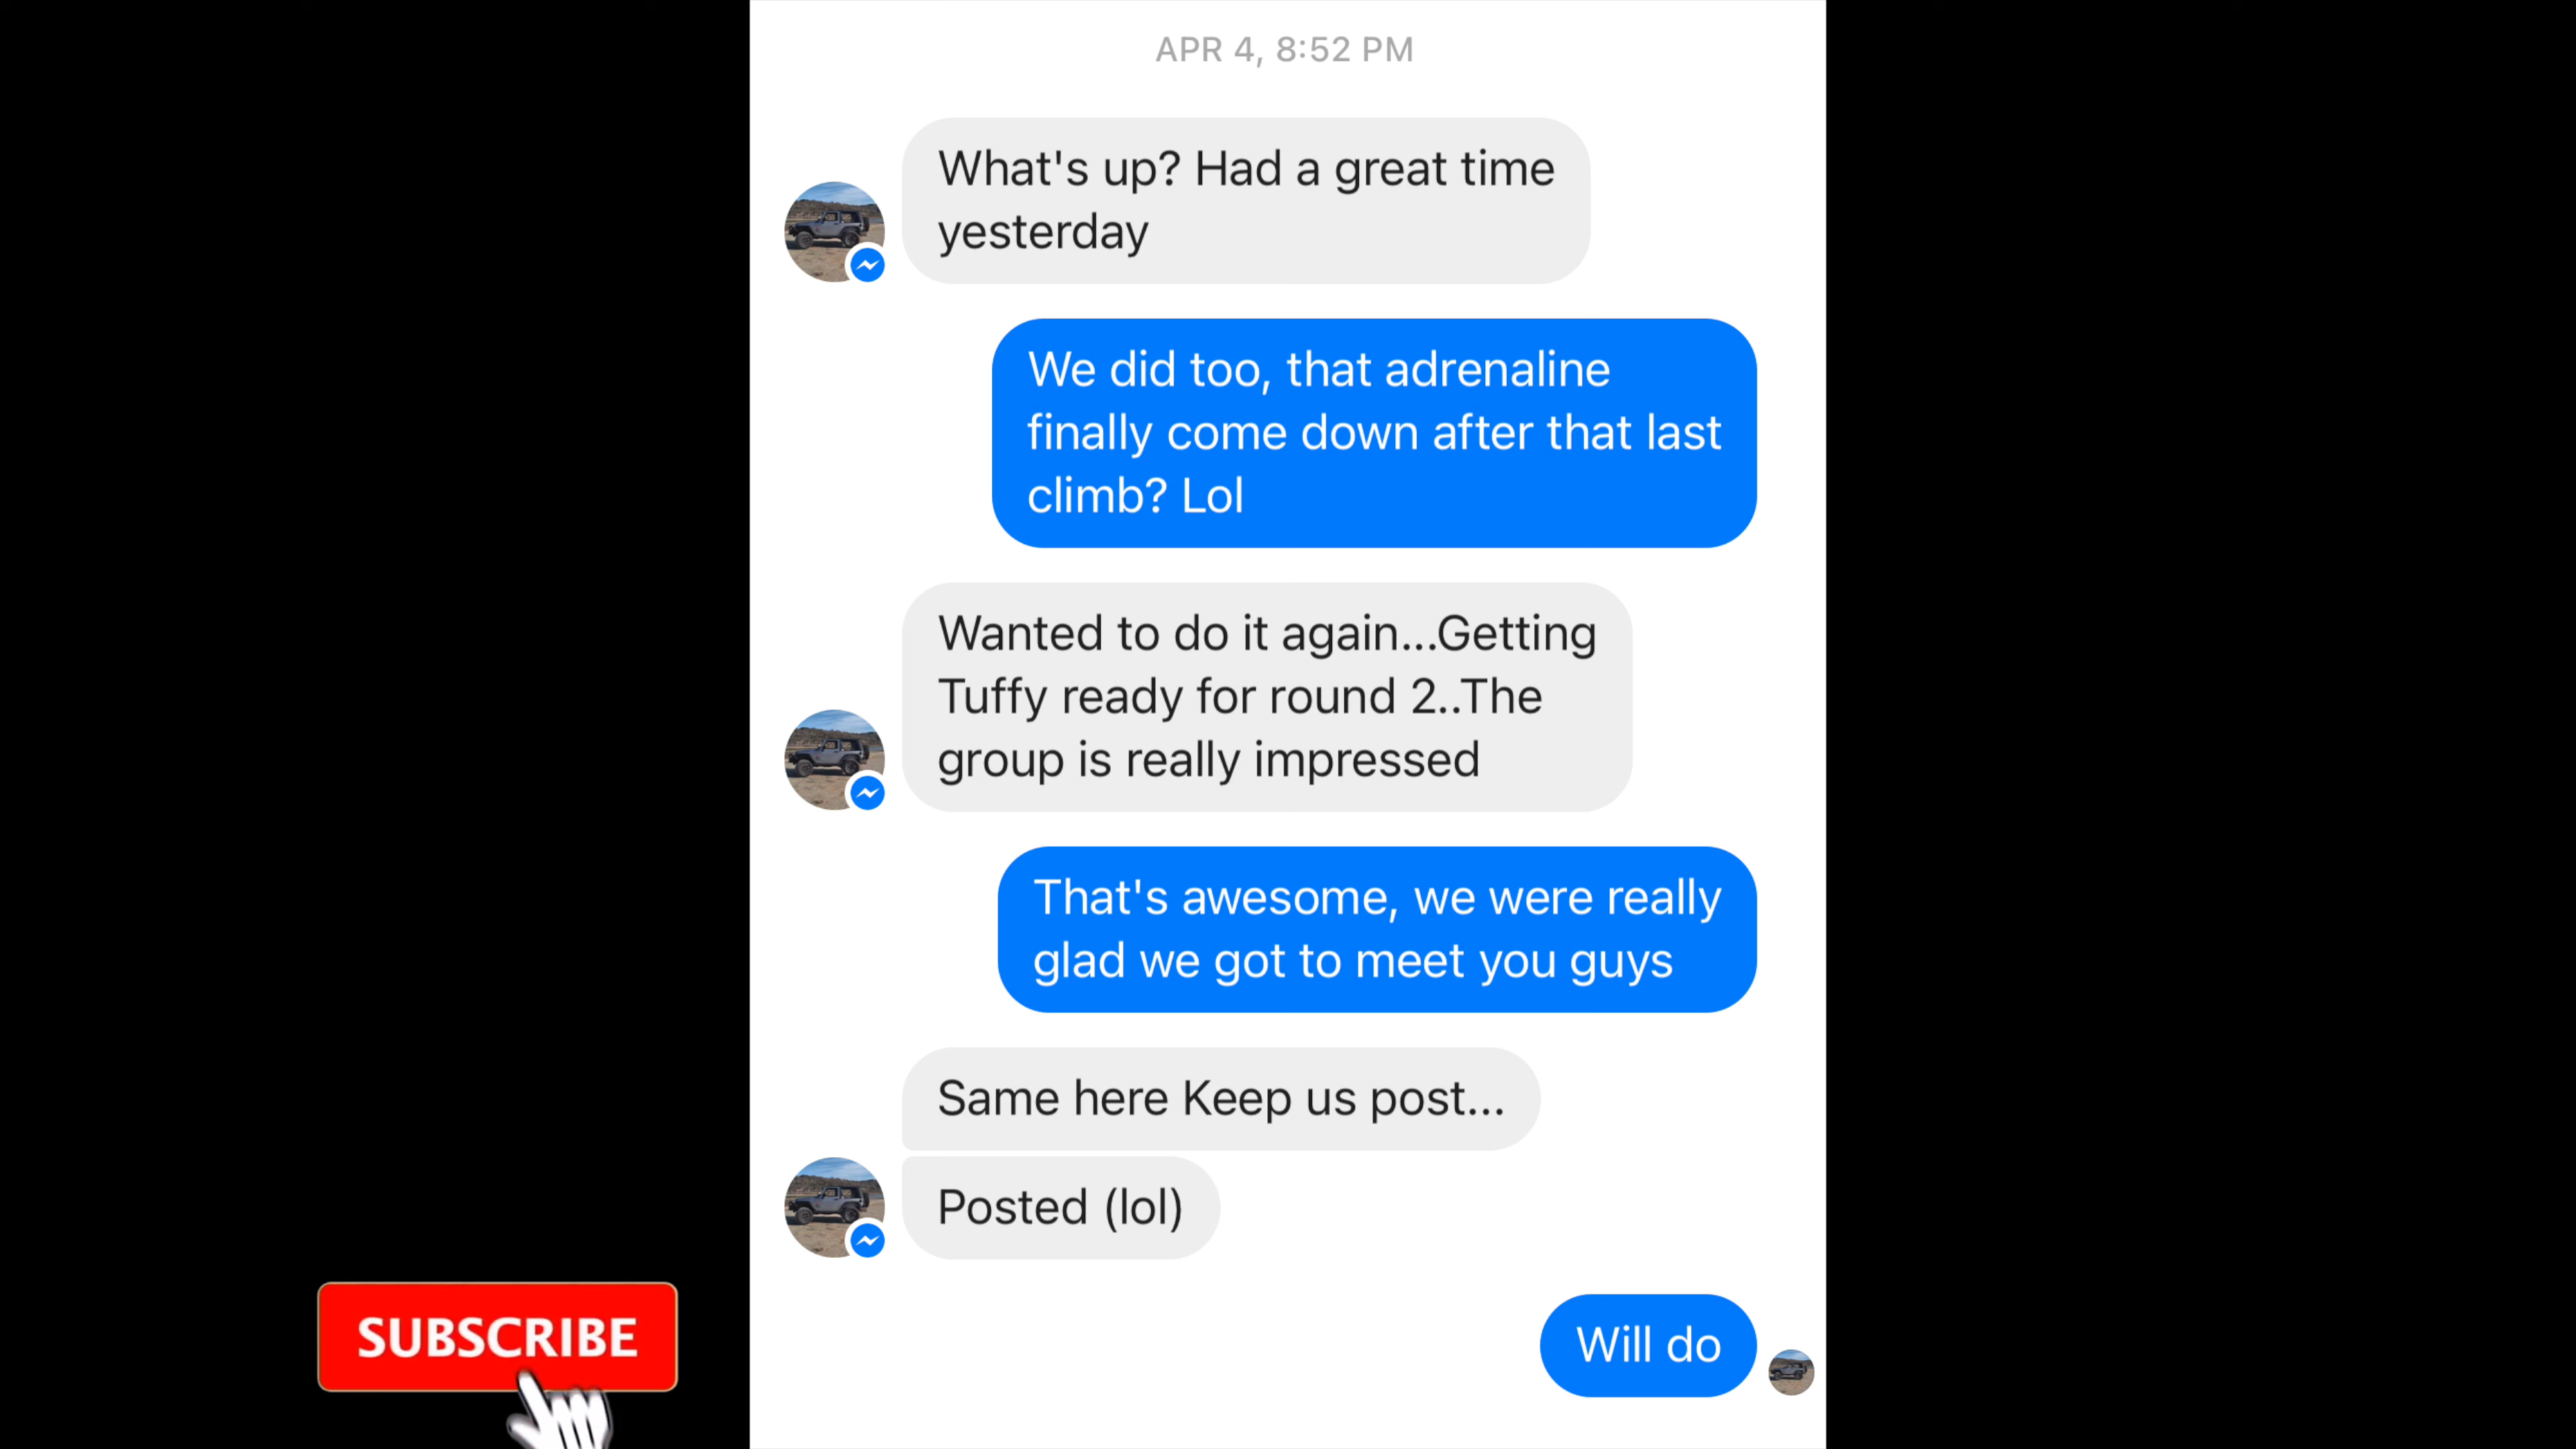 APR 4, 8:52 PM
What's up? Had a great time
yesterday
We did too, that adrenaline
finally come down after that last
climb? Lol
Wanted to do it again...Getting
Tuffy ready for round 2..The
group is really impressed
That's awesome, we were really
glad we got to meet you guys
Same here Keep us post...
Posted (lol)
Will do
SUBSCRIBE